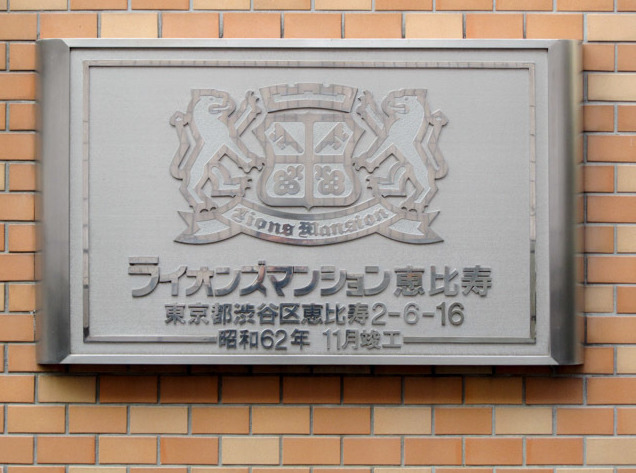 Lions Mansion
ライオンズマンション恵比寿
東京都渋谷区恵比寿2-6-16
昭和62年 11月竣工